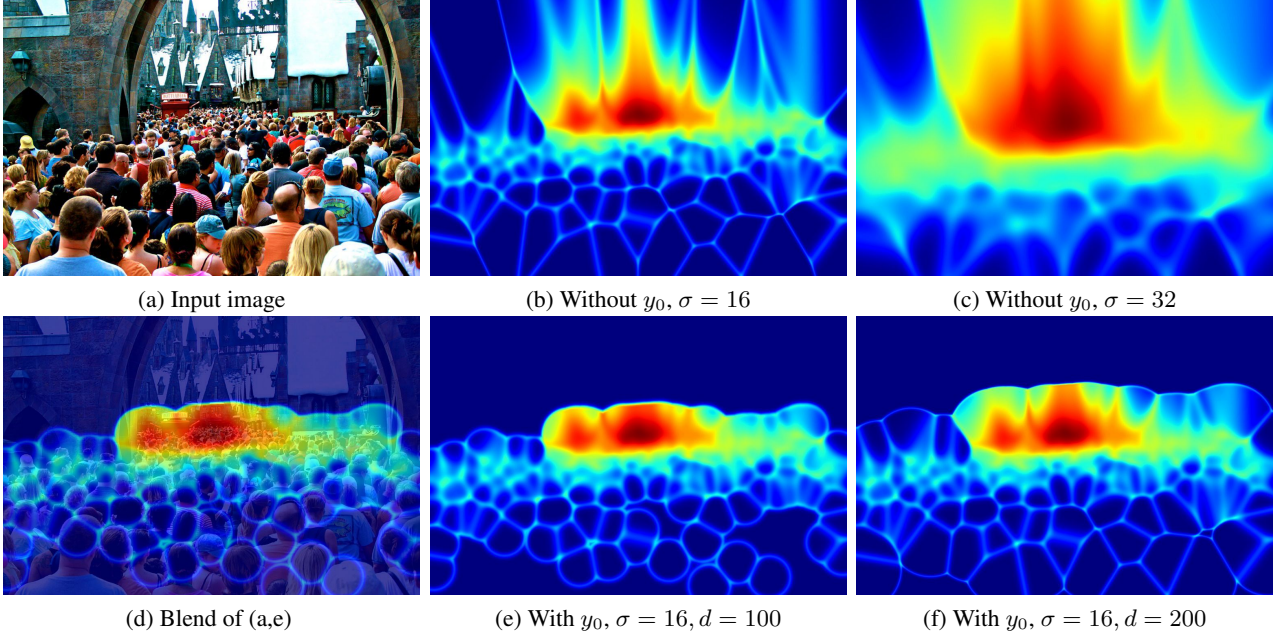 (a) Input image
(b) Without y₀, σ = 16
(c) Without y₀, σ = 32
(d) Blend of (a,e)
(e) With y₀, σ = 16, d = 100
(f) With y₀, σ = 16, d = 200